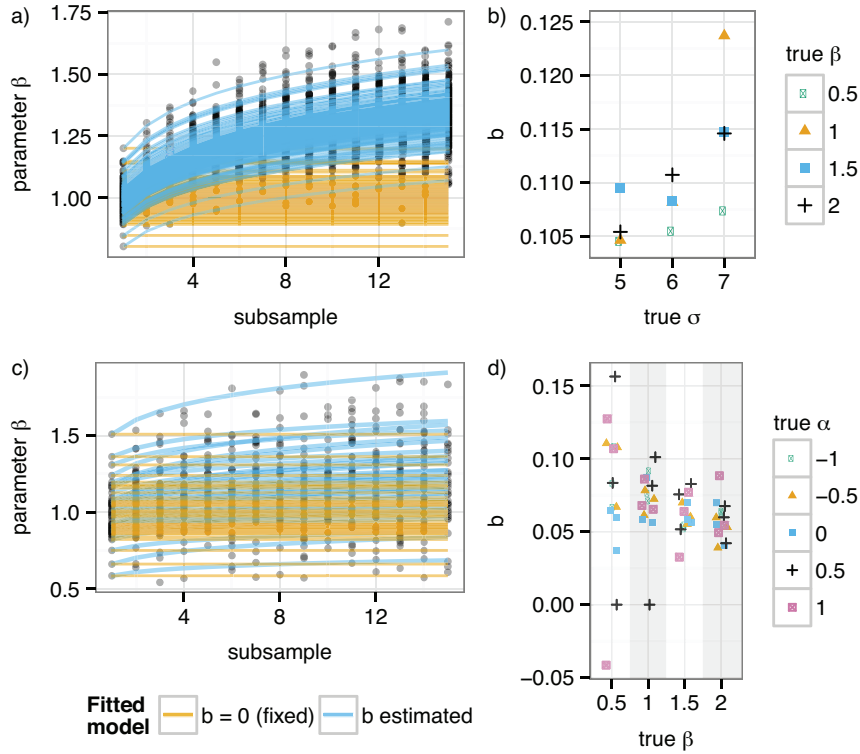 a)
1.75
1.50
1.25
1.00
parameter β
4
8
12
subsample
b)
0.125
0.120
0.115
0.110
0.105
b
5
6
7
true σ
true β
0.5
1
1.5
2
c)
1.5
1.0
0.5
parameter β
4
8
12
subsample
d)
0.15
0.10
0.05
0.00
−0.05
b
0.5
1
1.5
2
true β
true α
−1
−0.5
0
0.5
1
Fitted
model
b = 0 (fixed)
b estimated